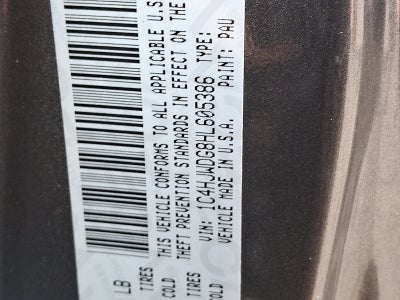 LB
TIRES
COLD
TIRES
COLD
THIS VEHICLE CONFORMS TO ALL APPLICABLE U.S
THEFT PREVENTION STANDARDS IN EFFECT ON THE
VIN: 1C4HJWDG8HL605386 TYPE:
VEHICLE MADE IN U.S.A. PAINT: PAU